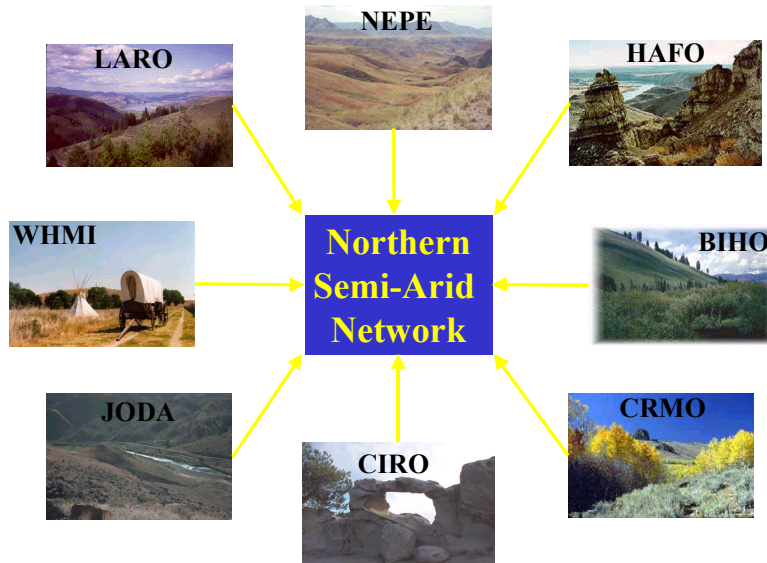 NEPE
LARO
HAFO
WHMI
Northern
Semi-Arid
Network
BIHO
JODA
CRMO
CIRO